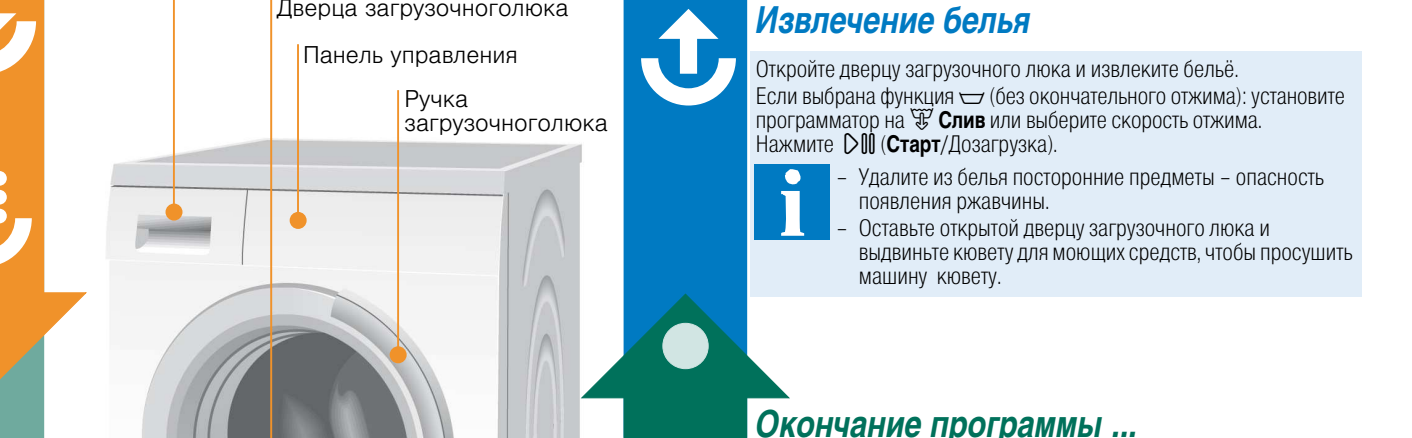 Дверца загрузочноголюка
Панель управления
Ручка
загрузочноголюка
Извлечение белья
Откройте дверцу загрузочного люка и извлеките бельё.
Если выбрана функция (без окончательного отжима): установите
программатор на Слив или выберите скорость отжима.
Нажмите (Старт/Дозагрузка).
– Удалите из белья посторонние предметы – опасность
появления ржавчины.
– Оставьте открытой дверцу загрузочного люка и
выдвиньте кювету для моющих средств, чтобы просушить
машину кювету.
Окончание программы ...